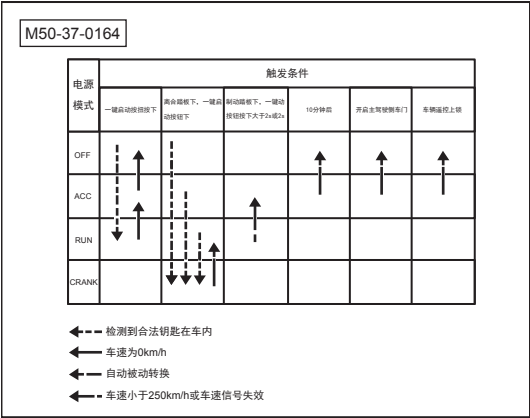 M50-37-0164
触发条件
电源
模式
一键启动按扭按下
离合踏板下，一键启
动按钮下
制动踏板下，一键动
按钮按下大于2s或2s
10分钟后
开启主驾驶侧车门
车辆遥控上锁
OFF
ACC
RUN
CRANK
检测到合法钥匙在车内
车速为0km/h
自动被动转换
车速小于250km/h或车速信号失效